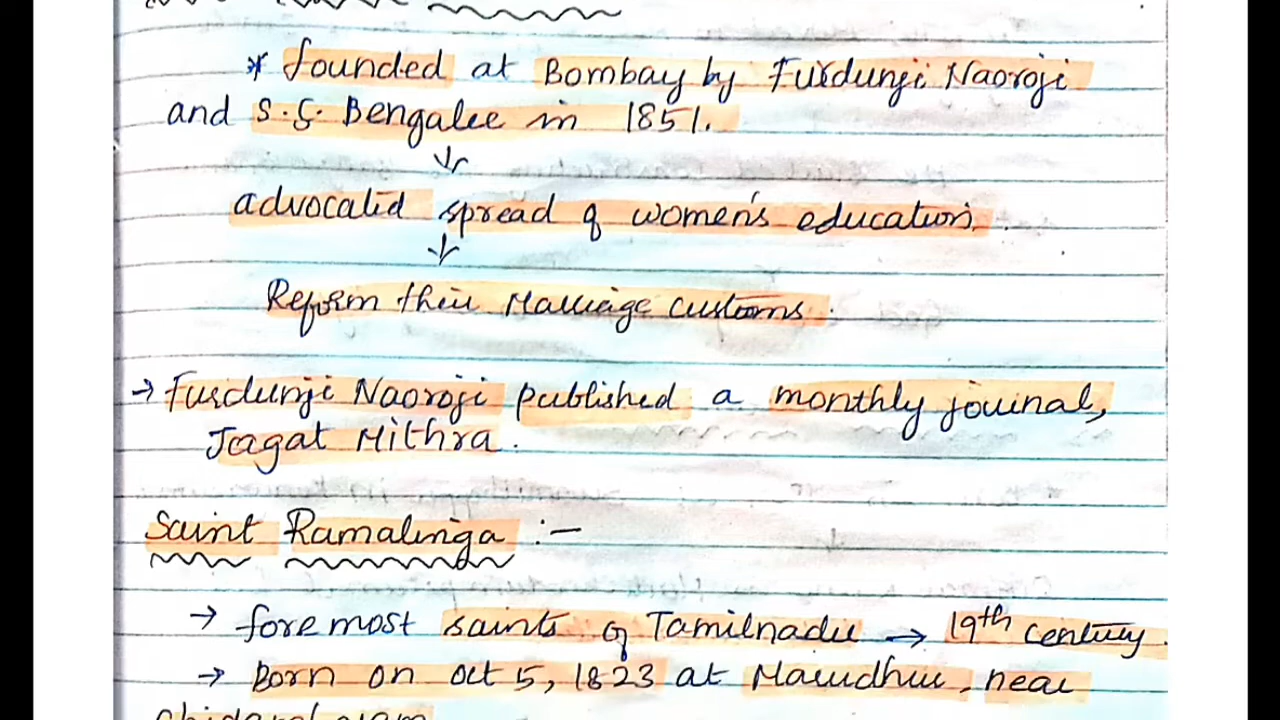 * founded at Bombay by Furdunji Naoroji
and S.S. Bengalee in 1851.
advocated spread of women's education.
Reform their Marriage customs.
→ Furdunji Naoroji published a monthly journal,
Jagat Mithra.
Saint Ramalinga :-
→ foremost saints of Tamilnadu → 19th century.
→ Born on Oct 5, 1823 at Marudhur, near